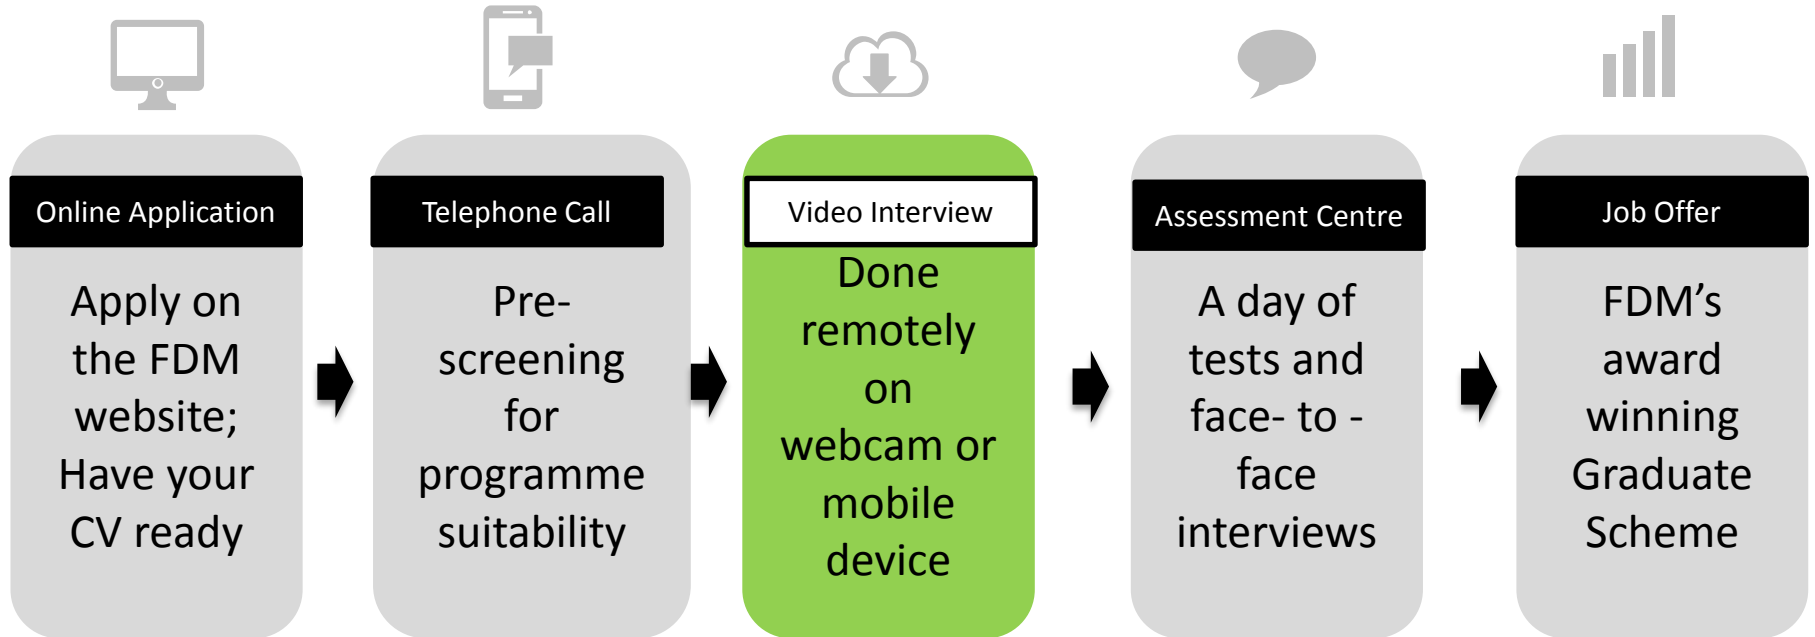 Online Application
Apply on
the FDM
website;
Have your
CV ready
Telephone Call
Pre-
screening
for
programme
suitability
Video Interview
Done
remotely
on
webcam or
mobile
device
Assessment Centre
A day of
tests and
face- to -
face
interviews
Job Offer
FDM’s
award
winning
Graduate
Scheme